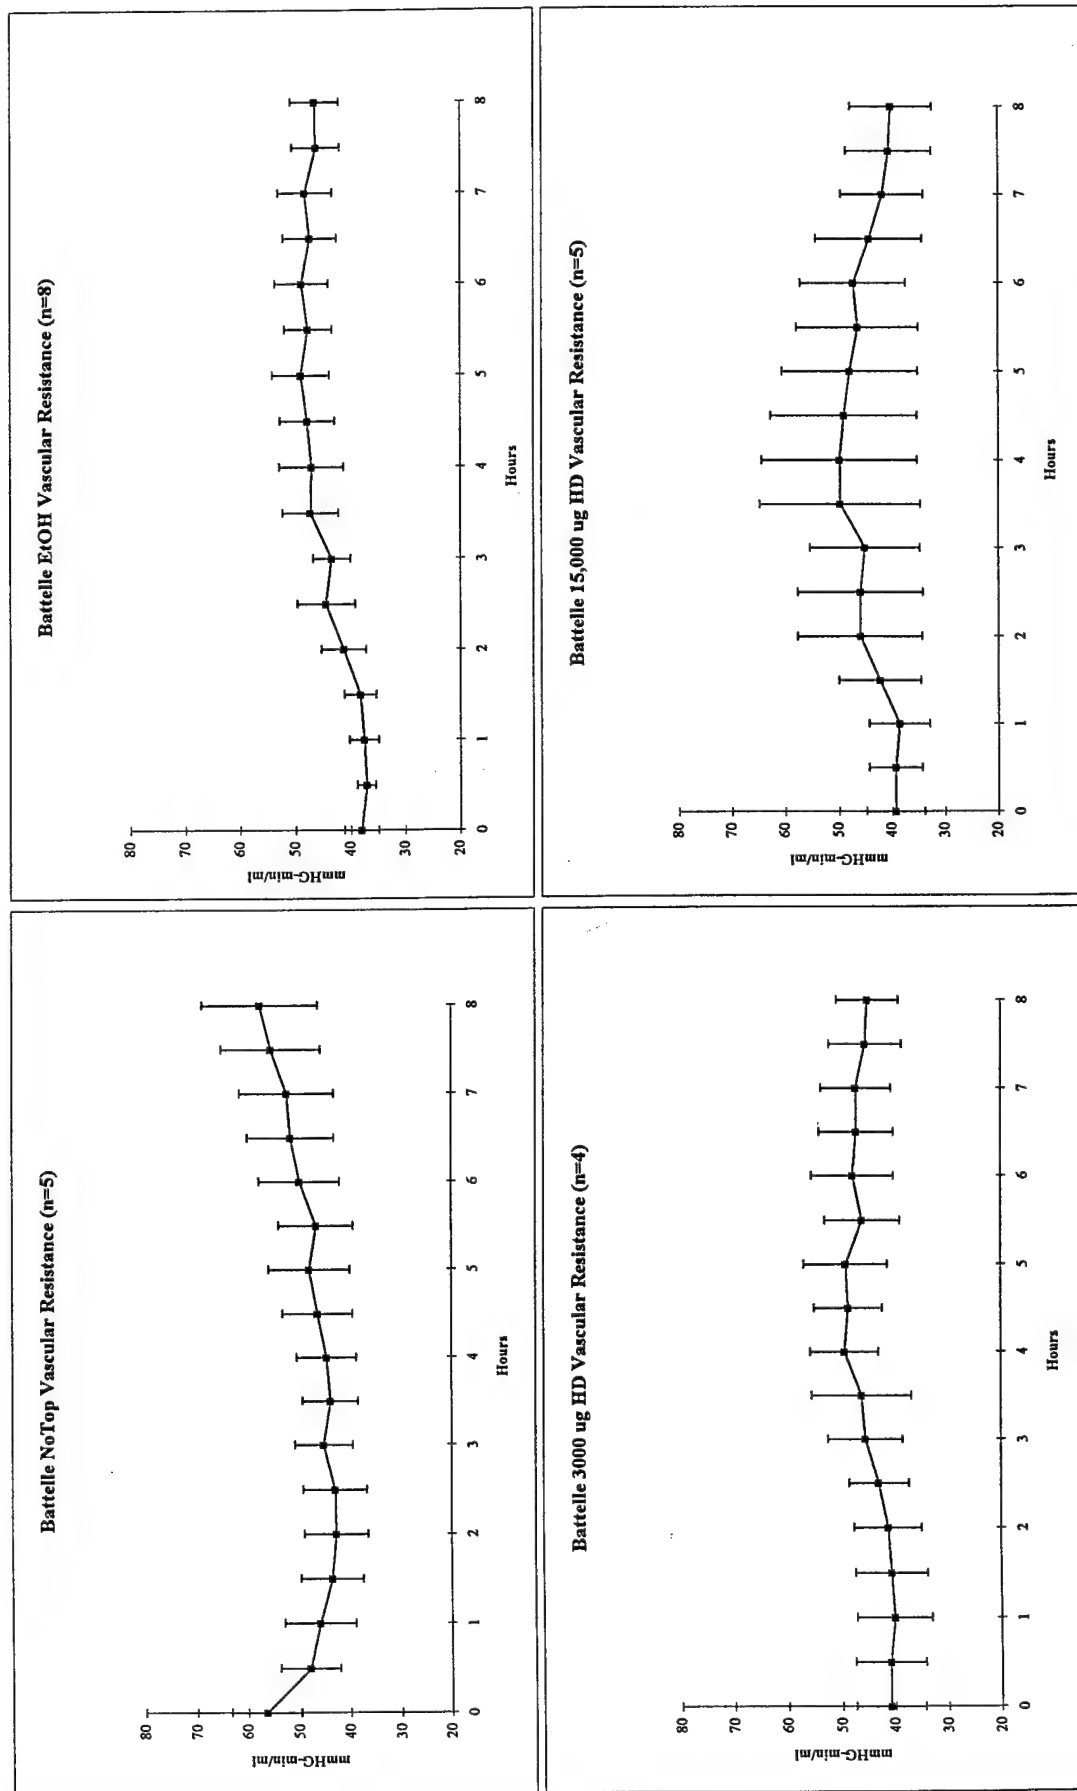 Battelle NoTop Vascular Resistance (n=5)
mmHG-min/ml
80
70
60
50
40
30
20
0 1 2 3 4 5 6 7 8
Hours
Battelle EtOH Vascular Resistance (n=8)
mmHG-min/ml
80
70
60
50
40
30
20
0 1 2 3 4 5 6 7 8
Hours
Battelle 3000 ug HD Vascular Resistance (n=4)
mmHG-min/ml
80
70
60
50
40
30
20
0 1 2 3 4 5 6 7 8
Hours
Battelle 15,000 ug HD Vascular Resistance (n=5)
mmHG-min/ml
80
70
60
50
40
30
20
0 1 2 3 4 5 6 7 8
Hours